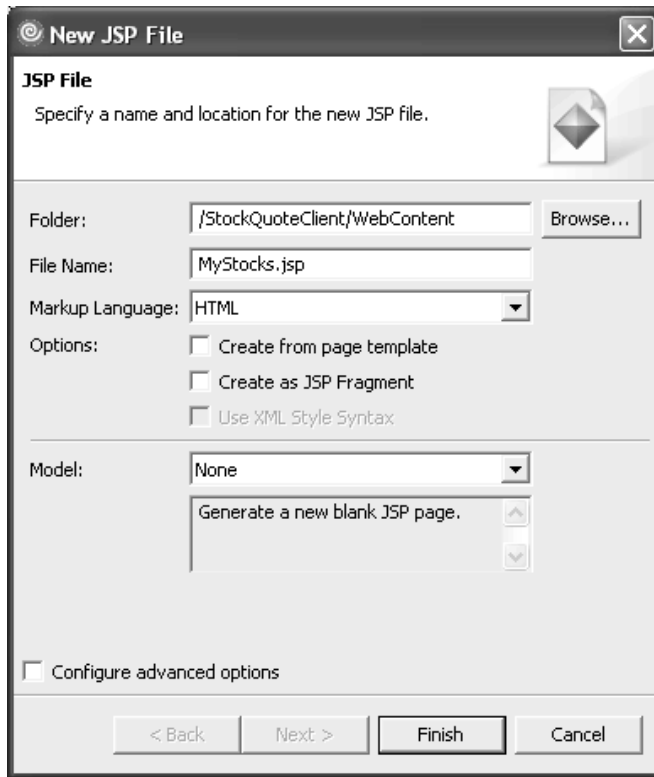 New JSP File
JSP File
Specify a name and location for the new JSP file.
Folder: /StockQuoteClient/WebContent Browse...
File Name: MyStocks.jsp
Markup Language: HTML
Options: Create from page template
Create as JSP Fragment
Use XML Style Syntax
Model: None
Generate a new blank JSP page.
Configure advanced options
< Back Next > Finish Cancel